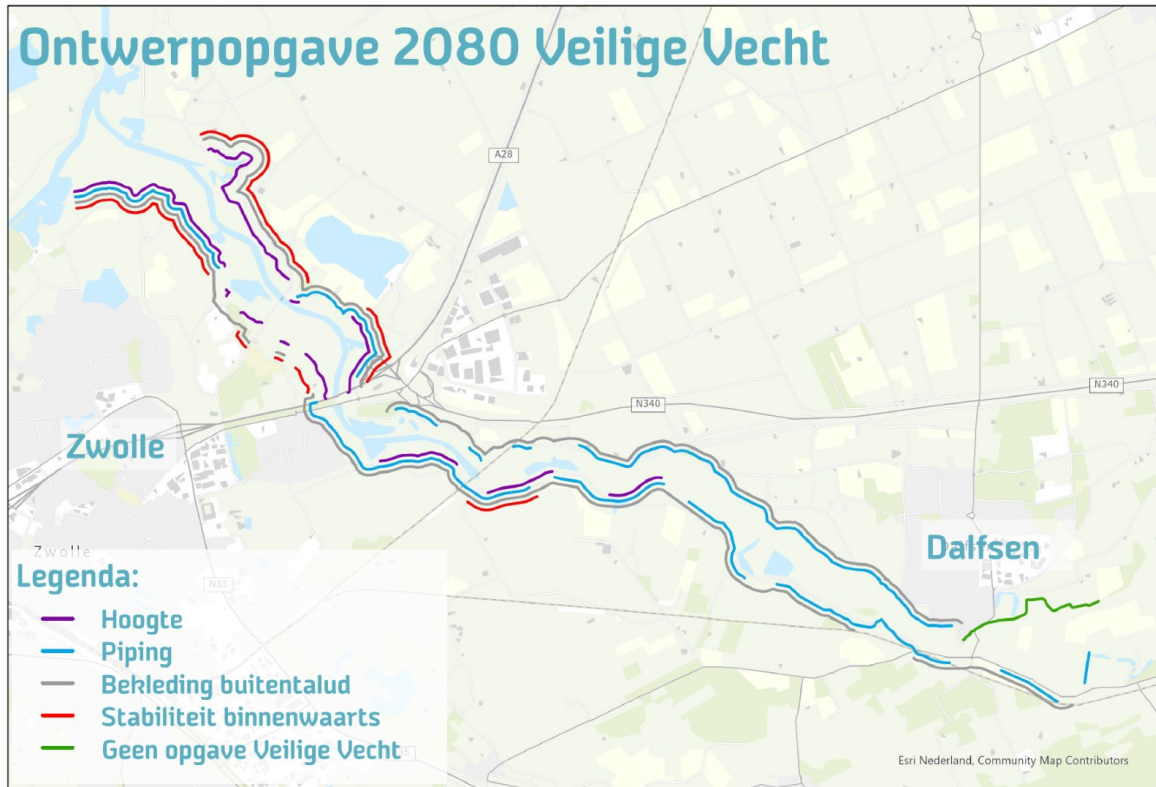 Ontwerpopgave 2080 Veilige Vecht
A28
N340
N340
Zwolle
Dalfsen
Zwolle
N35
Legenda:
Hoogte
Piping
Bekleding buitentalud
Stabiliteit binnenwaarts
Geen opgave Veilige Vecht
Esri Nederland, Community Map Contributors